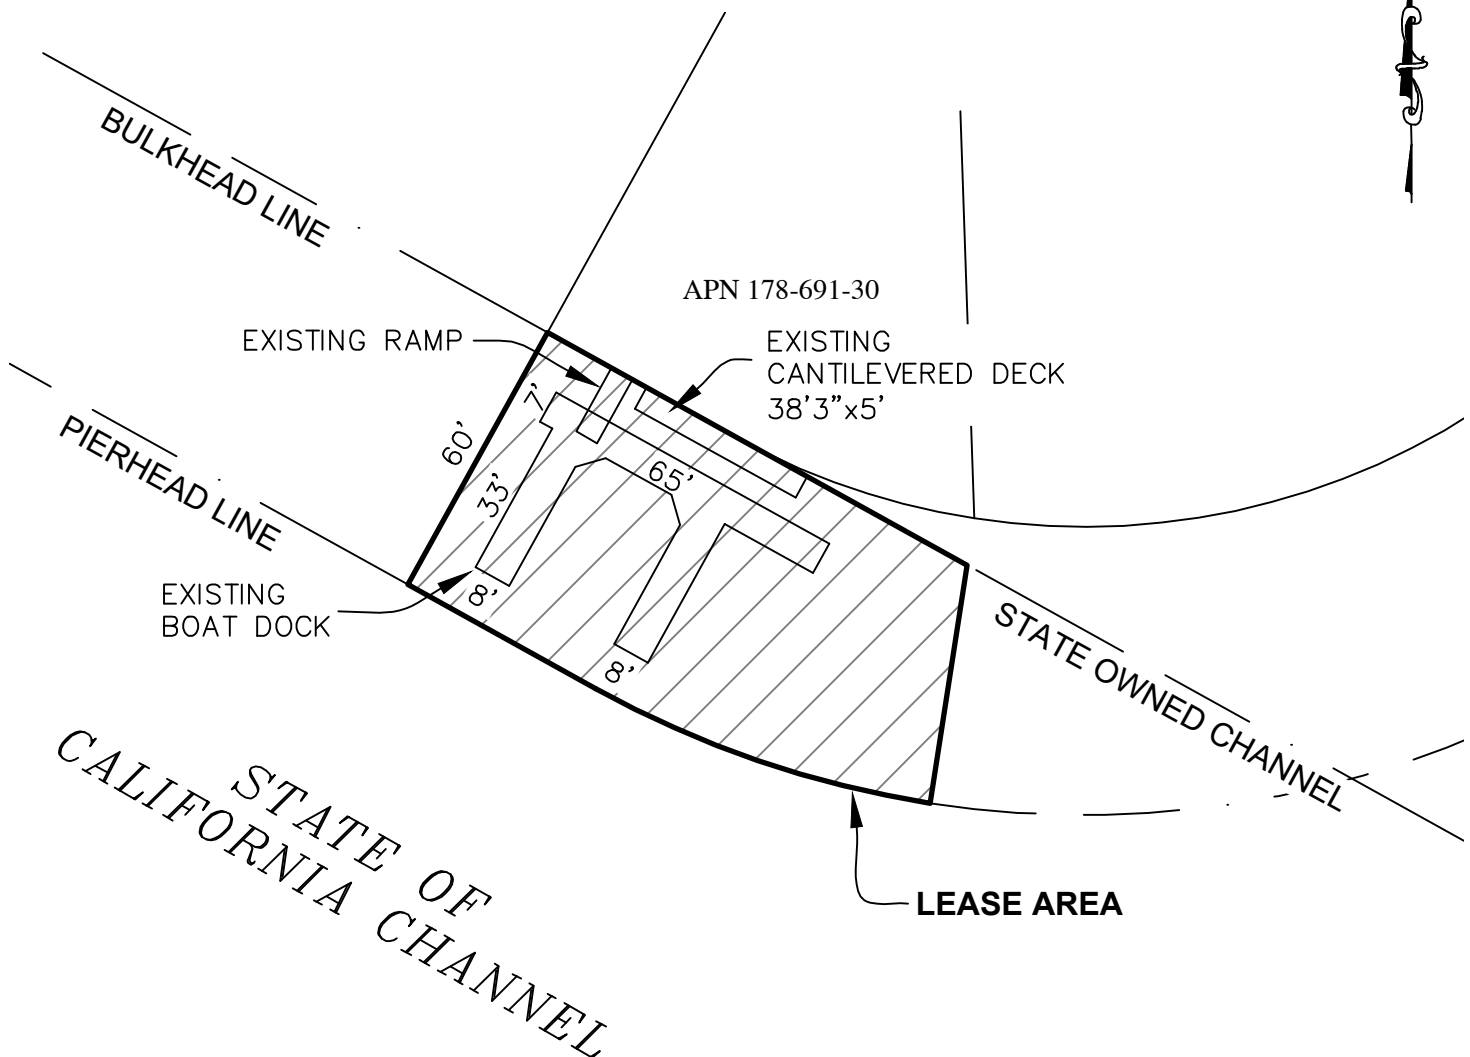 BULKHEAD LINE
APN 178-691-30
EXISTING RAMP
EXISTING
CANTILEVERED DECK
38'3"x5'
PIERHEAD LINE
60'
7'
33'
65'
8'
8'
EXISTING
BOAT DOCK
STATE OWNED CHANNEL
STATE OF
CALIFORNIA CHANNEL
LEASE AREA